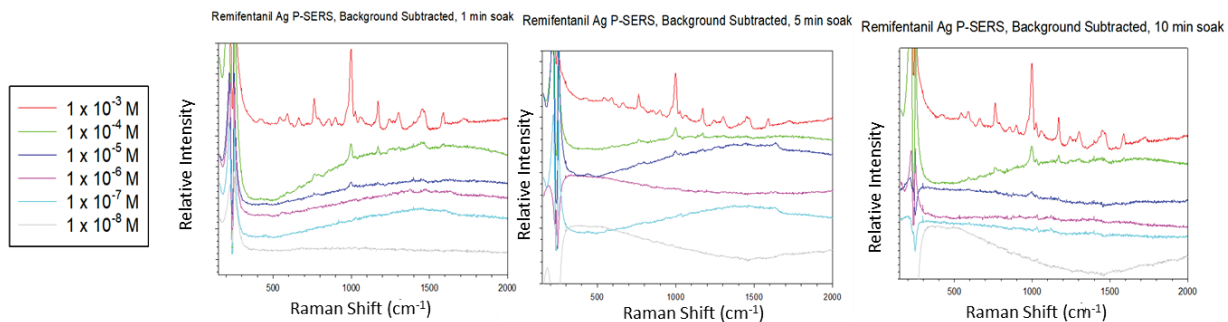 Remifentanil Ag P-SERS, Background Subtracted, 1 min soak
Remifentanil Ag P-SERS, Background Subtracted, 5 min soak
Remifentanil Ag P-SERS, Background Subtracted, 10 min soak
1 x 10⁻³ M
1 x 10⁻⁴ M
1 x 10⁻⁵ M
1 x 10⁻⁶ M
1 x 10⁻⁷ M
1 x 10⁻⁸ M
Relative Intensity
500 1000 1500 2000
Raman Shift (cm⁻¹)
Relative Intensity
500 1000 1500 2000
Raman Shift (cm⁻¹)
Relative Intensity
500 1000 1500 2000
Raman Shift (cm⁻¹)